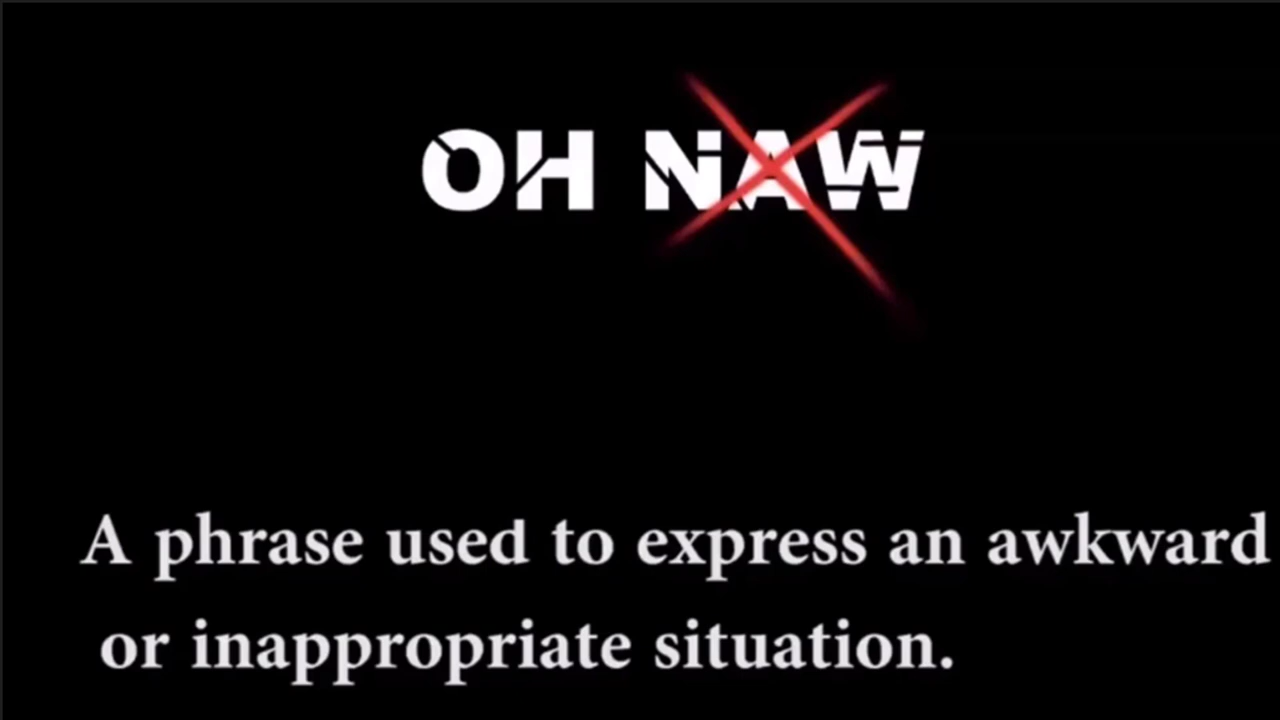 OH NAW
A phrase used to express an awkward
or inappropriate situation.